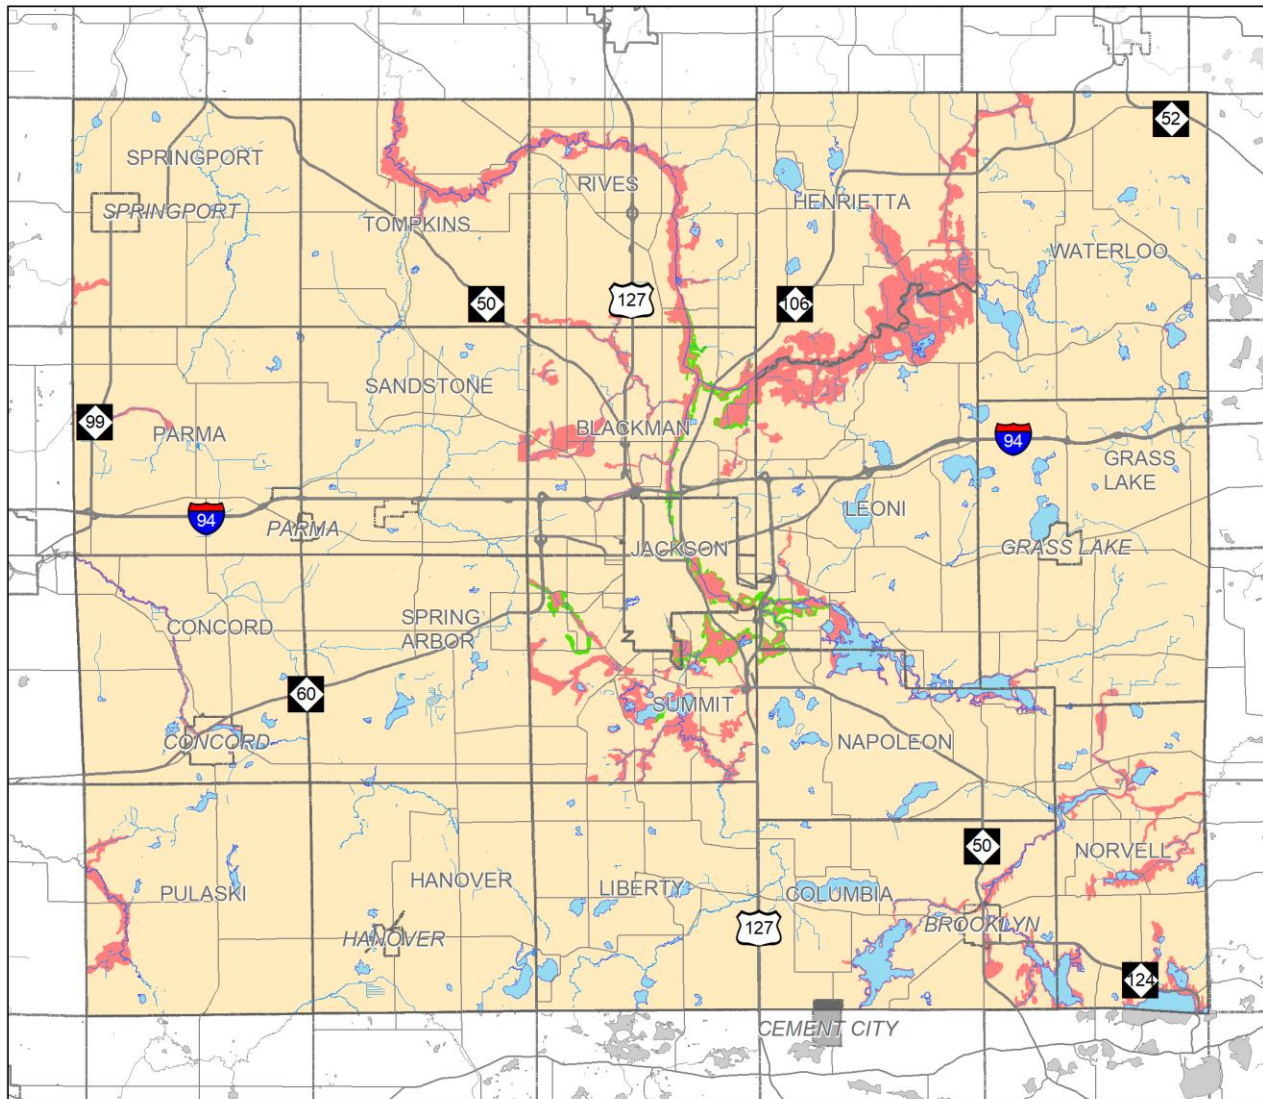 52
SPRINGPORT
RIVES
HENRIETTA
SPRINGPORT
TOMPKINS
WATERLOO
50
127
106
SANDSTONE
99
PARMA
BLACKMAN
94
GRASS
LAKE
94
PARMA
LEONI
JACKSON
GRASS LAKE
CONCORD
SPRING
ARBOR
60
SUMMIT
CONCORD
NAPOLEON
50
NORVELL
PULASKI
HANOVER
LIBERTY
COLUMBIA
HANOVER
127
BROOKLYN
124
CEMENT CITY